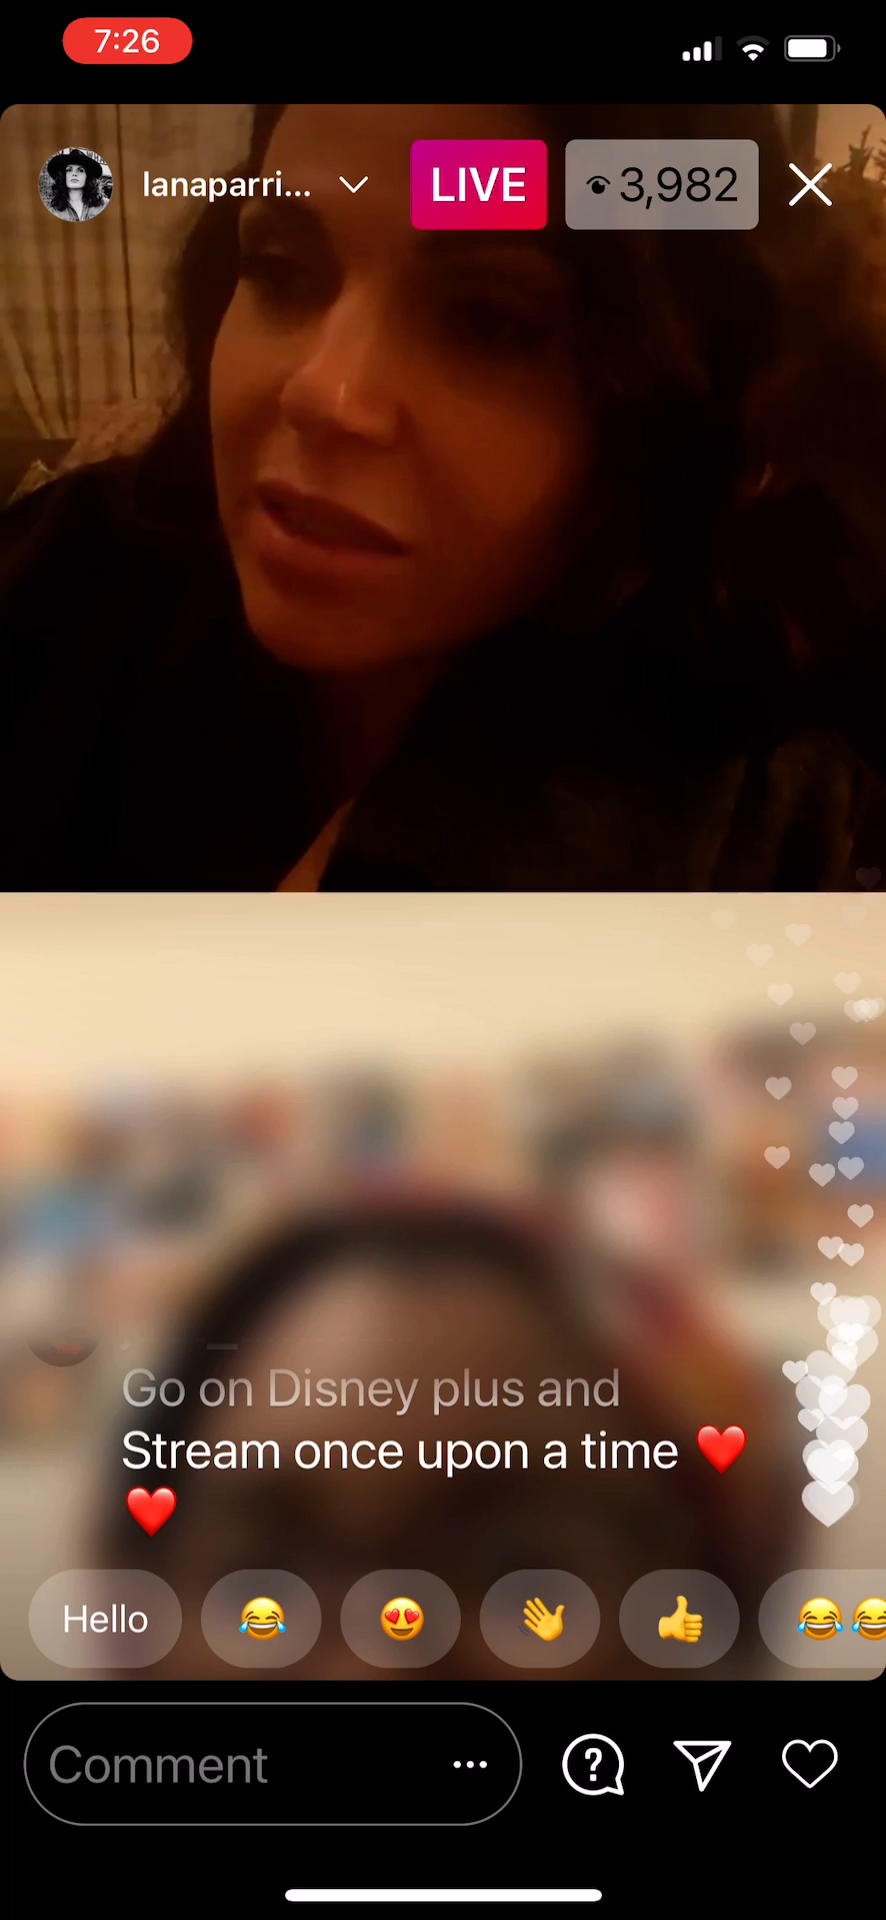 7:26
lanaparri...
LIVE
3,982
Go on Disney plus and
Stream once upon a time ❤️
❤️
Hello
😂
😍
👋
👍
😂😂
Comment